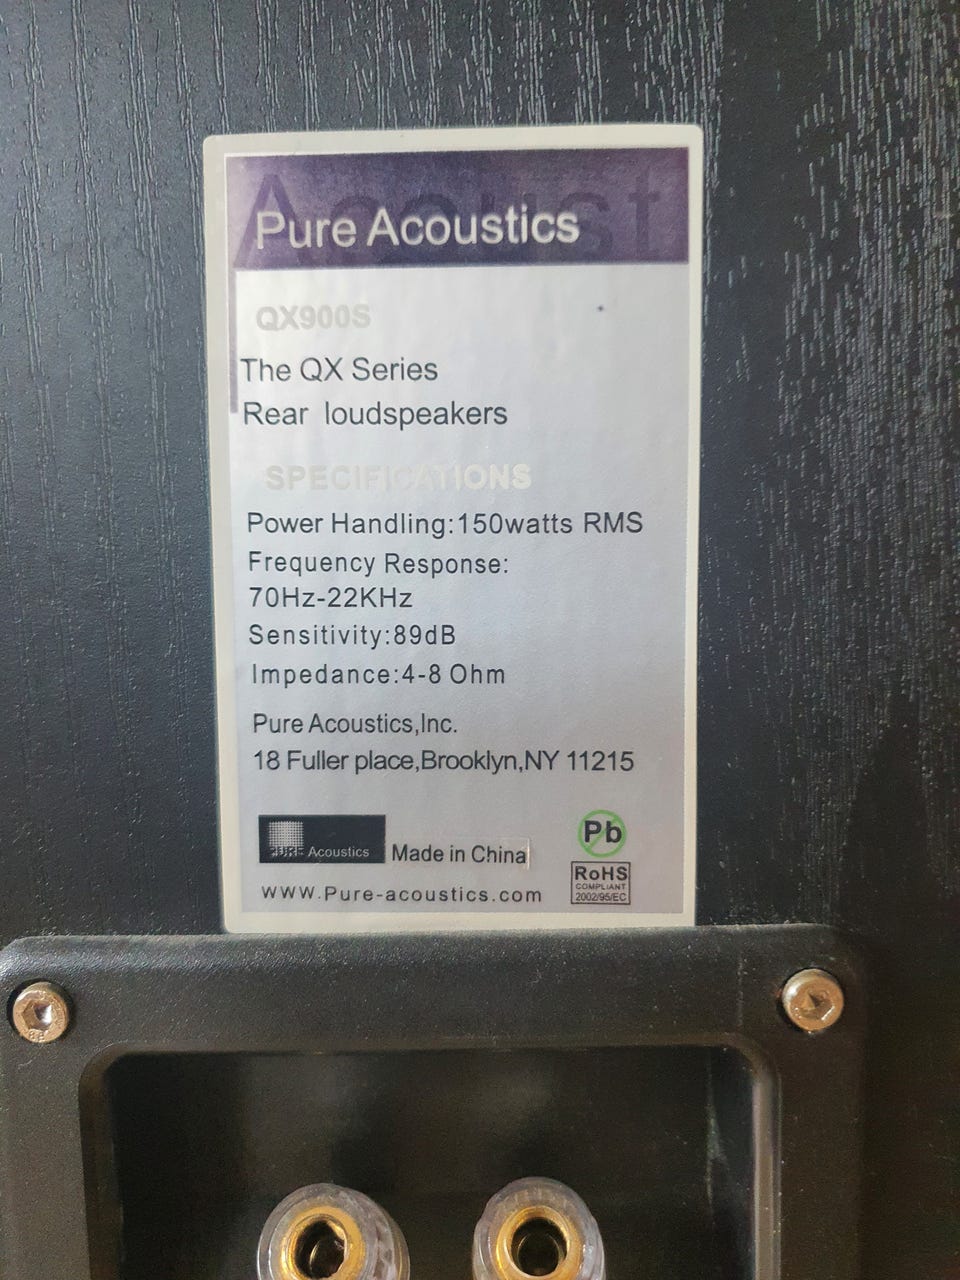 Acoust
Pure Acoustics
QX900S
The QX Series
Rear loudspeakers
SPECIFICATIONS
Power Handling:150watts RMS
Frequency Response:
70Hz-22KHz
Sensitivity:89dB
Impedance:4-8 Ohm
Pure Acoustics,Inc.
18 Fuller place,Brooklyn,NY 11215
Pb
PURE Acoustics
Made in China
RoHS
COMPLIANT
2002/95/EC
www.Pure-acoustics.com